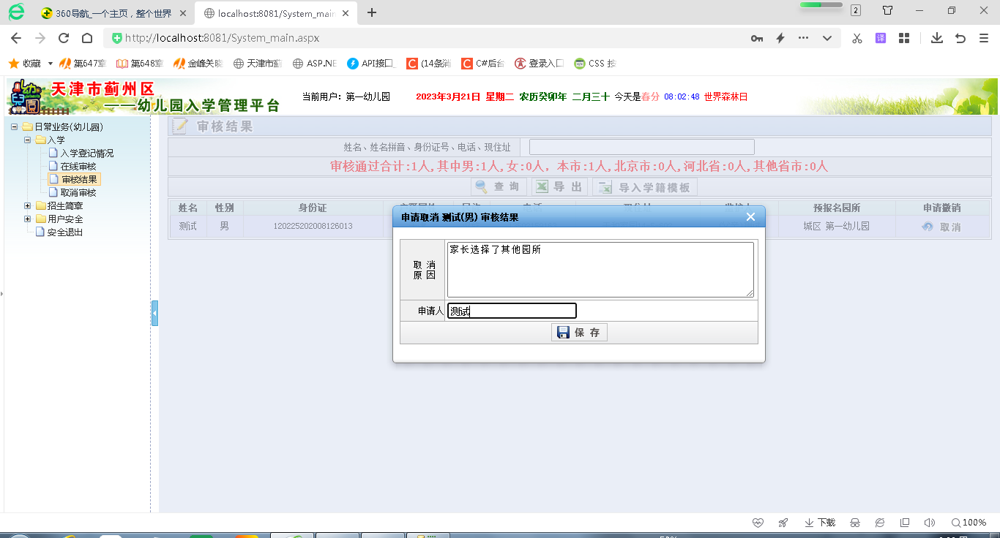 360导航_一个主页，整个世界
localhost:8081/System_main
2
http://localhost:8081/System_main.aspx
译
收藏 第647章 第648章 金峰关晓 天津市蓟 ASP.NE API接口_ (14条消 C#后台 登录入口 CSS 按
天津市蓟州区
——幼儿园入学管理平台
当前用户：第一幼儿园 2023年3月21日 星期二 农历癸卯年 二月三十 今天是春分 08:02:48 世界森林日
日常业务(幼儿园)
入学
入学登记情况
在线审核
审核结果
取消审核
招生简章
用户安全
安全退出
审核结果
姓名、姓名拼音、身份证号、电话、现住址
审核通过合计:1人,其中男:1人,女:0人，本市:1人,北京市:0人,河北省:0人,其他省市:0人
查 询 导 出 导入学籍模板
姓名 性别 身份证 预报名园所 申请撤销
测试 男 120225202008126013 城区 第一幼儿园 取消
申请取消 测试(男) 审核结果
取 消
原 因
家长选择了其他园所
申请人 测试
保 存
下载 100%